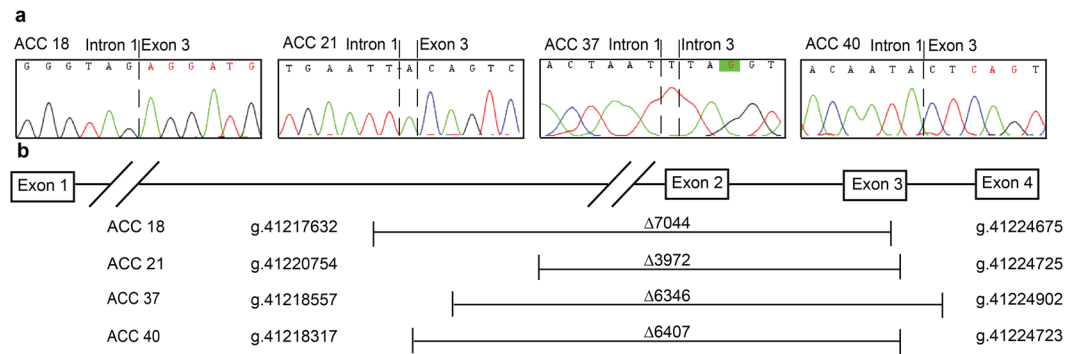 a
ACC 18 Intron 1 Exon 3
G G G T A G A G G A T G
ACC 21 Intron 1 Exon 3
T G A A T T A C A G T C
ACC 37 Intron 1 Intron 3
A C T A A T T T A G G T
ACC 40 Intron 1 Exon 3
A C A A T A C T C A G T
b
Exon 1 Exon 2 Exon 3 Exon 4
ACC 18 g.41217632 Δ7044 g.41224675
ACC 21 g.41220754 Δ3972 g.41224725
ACC 37 g.41218557 Δ6346 g.41224902
ACC 40 g.41218317 Δ6407 g.41224723